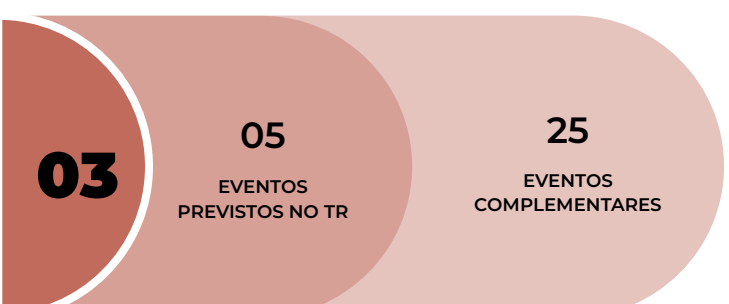 03
05
EVENTOS
PREVISTOS NO TR
25
EVENTOS
COMPLEMENTARES